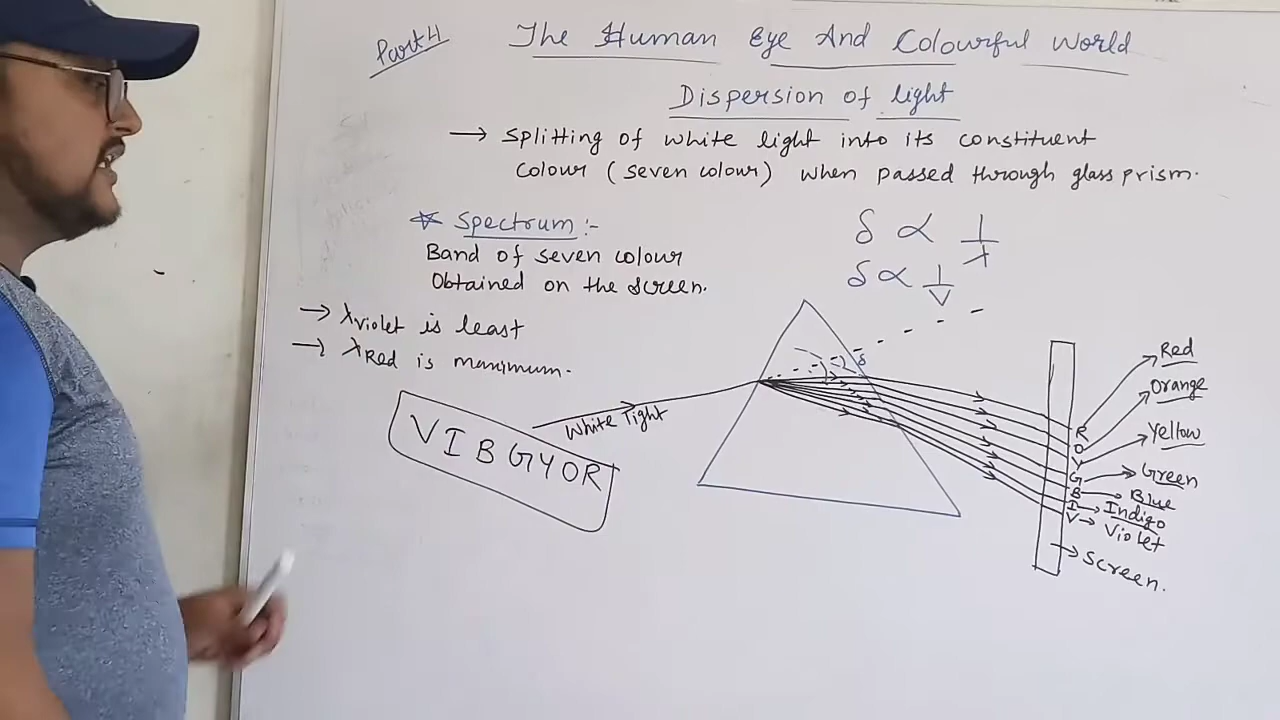 Part 4
The Human Eye And Colourful World
Dispersion of light
→ Splitting of white light into its constituent
Colour (seven colour) when passed through glass prism.
☆ Spectrum :-
Band of seven colour
Obtained on the screen.
→ λViolet is least
→ λRed is maximum.
δ ∝ 1/λ
δ ∝ 1/V
VIBGYOR
White light
δ
R → Red
O → Orange
Y → Yellow
G → Green
B → Blue
I → Indigo
V → Violet
→ Screen.